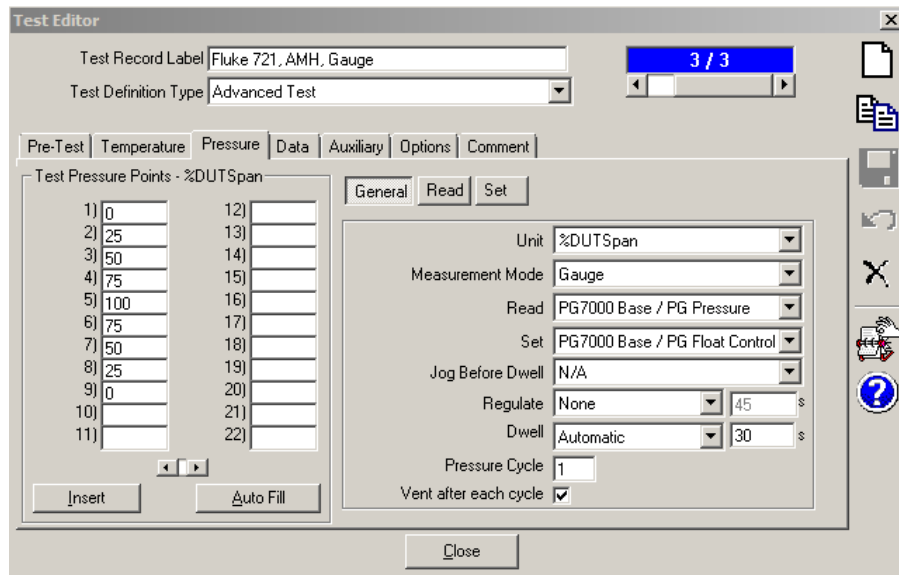 Test Editor
Test Record Label Fluke 721, AMH, Gauge
3 / 3
Test Definition Type Advanced Test
Pre-Test Temperature Pressure Data Auxiliary Options Comment
Test Pressure Points - %DUTSpan
1) 0 12)
2) 25 13)
3) 50 14)
4) 75 15)
5) 100 16)
6) 75 17)
7) 50 18)
8) 25 19)
9) 0 20)
10) 21)
11) 22)
Insert Auto Fill
General Read Set
Unit %DUTSpan
Measurement Mode Gauge
Read PG7000 Base / PG Pressure
Set PG7000 Base / PG Float Control
Jog Before Dwell N/A
Regulate None 45 s
Dwell Automatic 30 s
Pressure Cycle 1
Vent after each cycle
Close